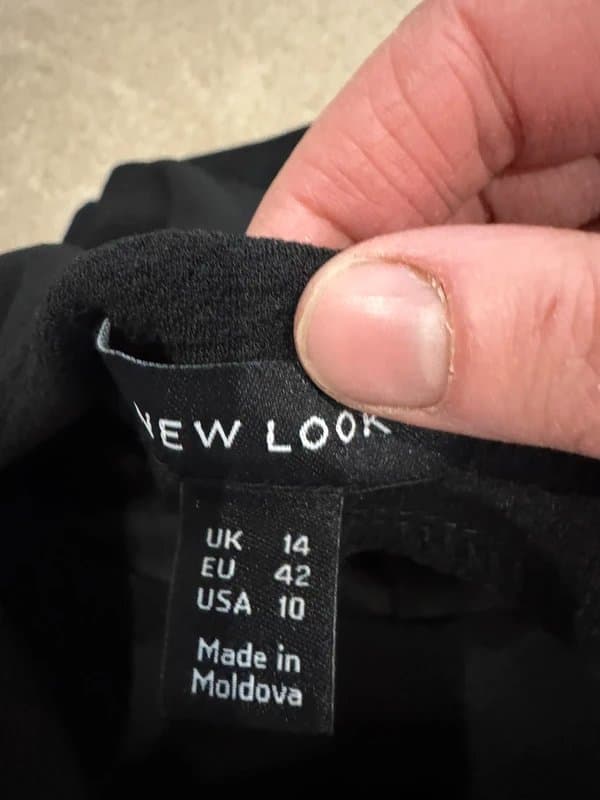 NEW LOOK
UK 14
EU 42
USA 10
Made in
Moldova